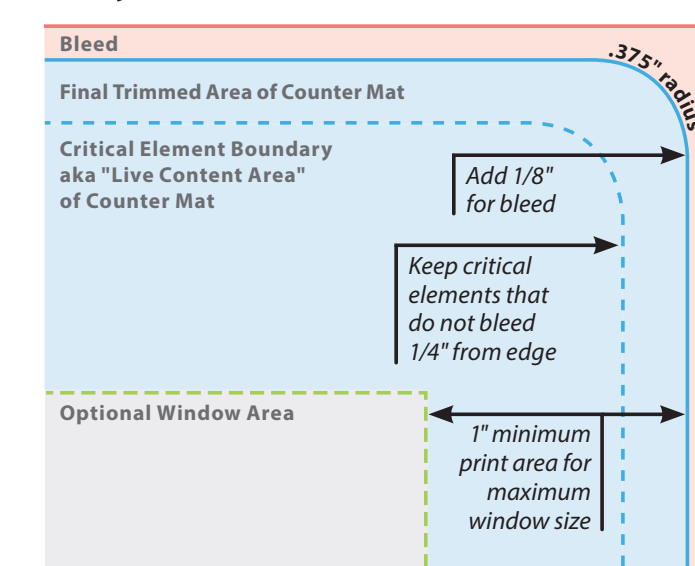 Bleed
.375" radius
Final Trimmed Area of Counter Mat
Critical Element Boundary
aka "Live Content Area"
of Counter Mat
Add 1/8"
for bleed
Keep critical
elements that
do not bleed
1/4" from edge
Optional Window Area
1" minimum
print area for
maximum
window size